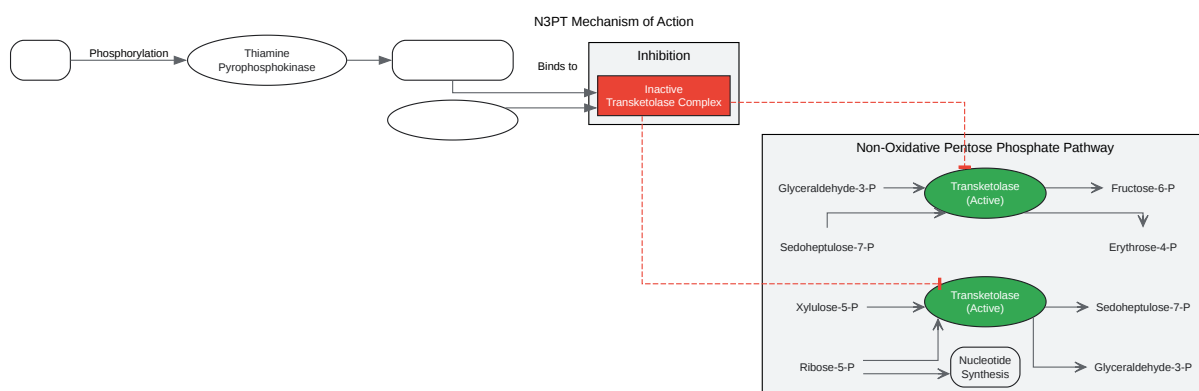 N3PT Mechanism of Action
Phosphorylation
Thiamine
Pyrophosphokinase
Binds to
Inhibition
Inactive
Transketolase Complex
Non-Oxidative Pentose Phosphate Pathway
Glyceraldehyde-3-P
Transketolase
(Active)
Fructose-6-P
Sedoheptulose-7-P
Erythrose-4-P
Xylulose-5-P
Transketolase
(Active)
Sedoheptulose-7-P
Ribose-5-P
Nucleotide
Synthesis
Glyceraldehyde-3-P